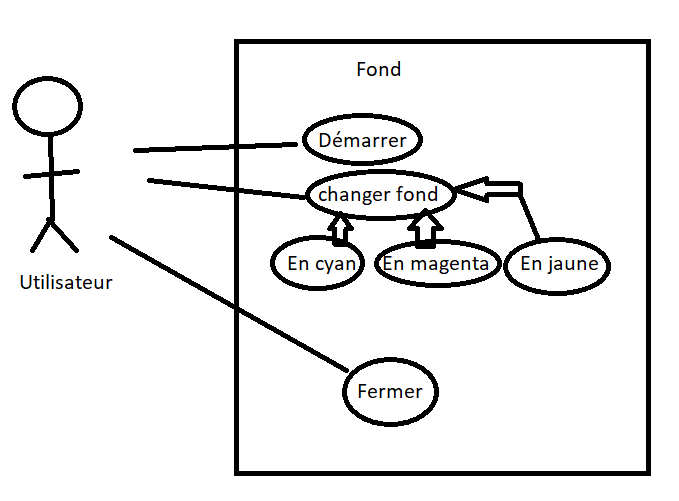 Fond
Démarrer
changer fond
En cyan
En magenta
En jaune
Utilisateur
Fermer